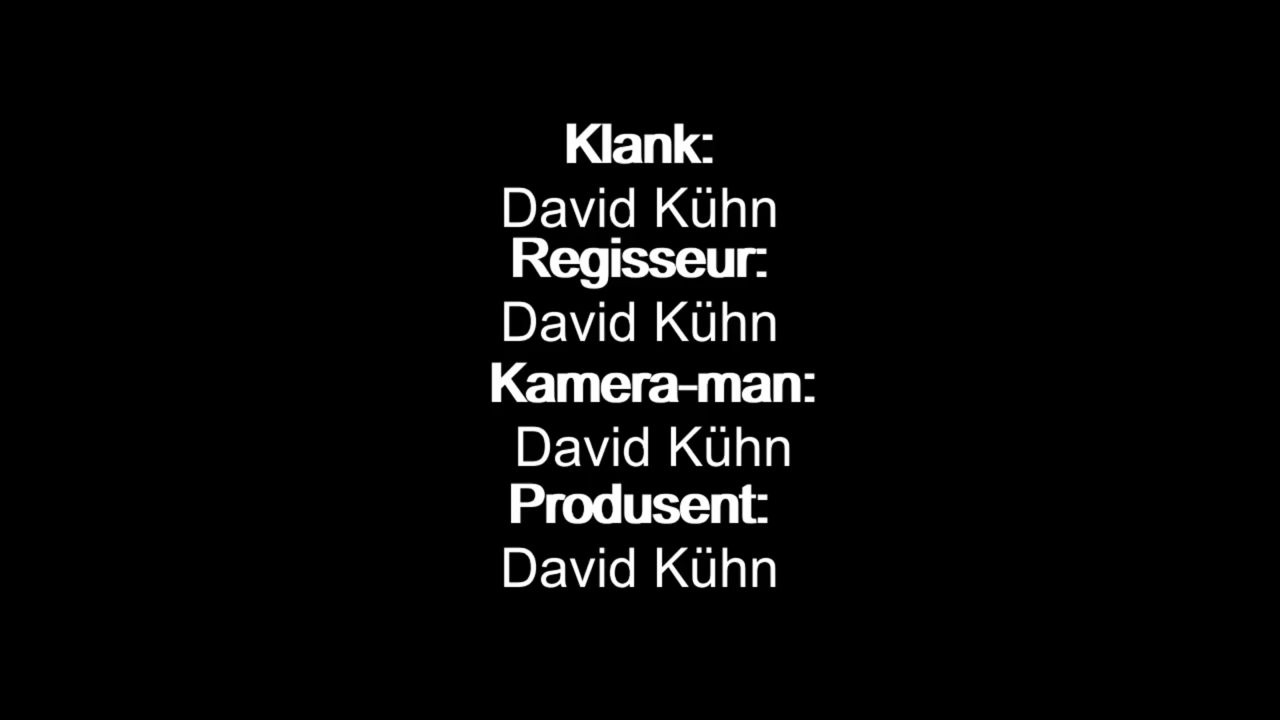 Klank:
David Kühn
Regisseur:
David Kühn
Kamera-man:
David Kühn
Produsent:
David Kühn